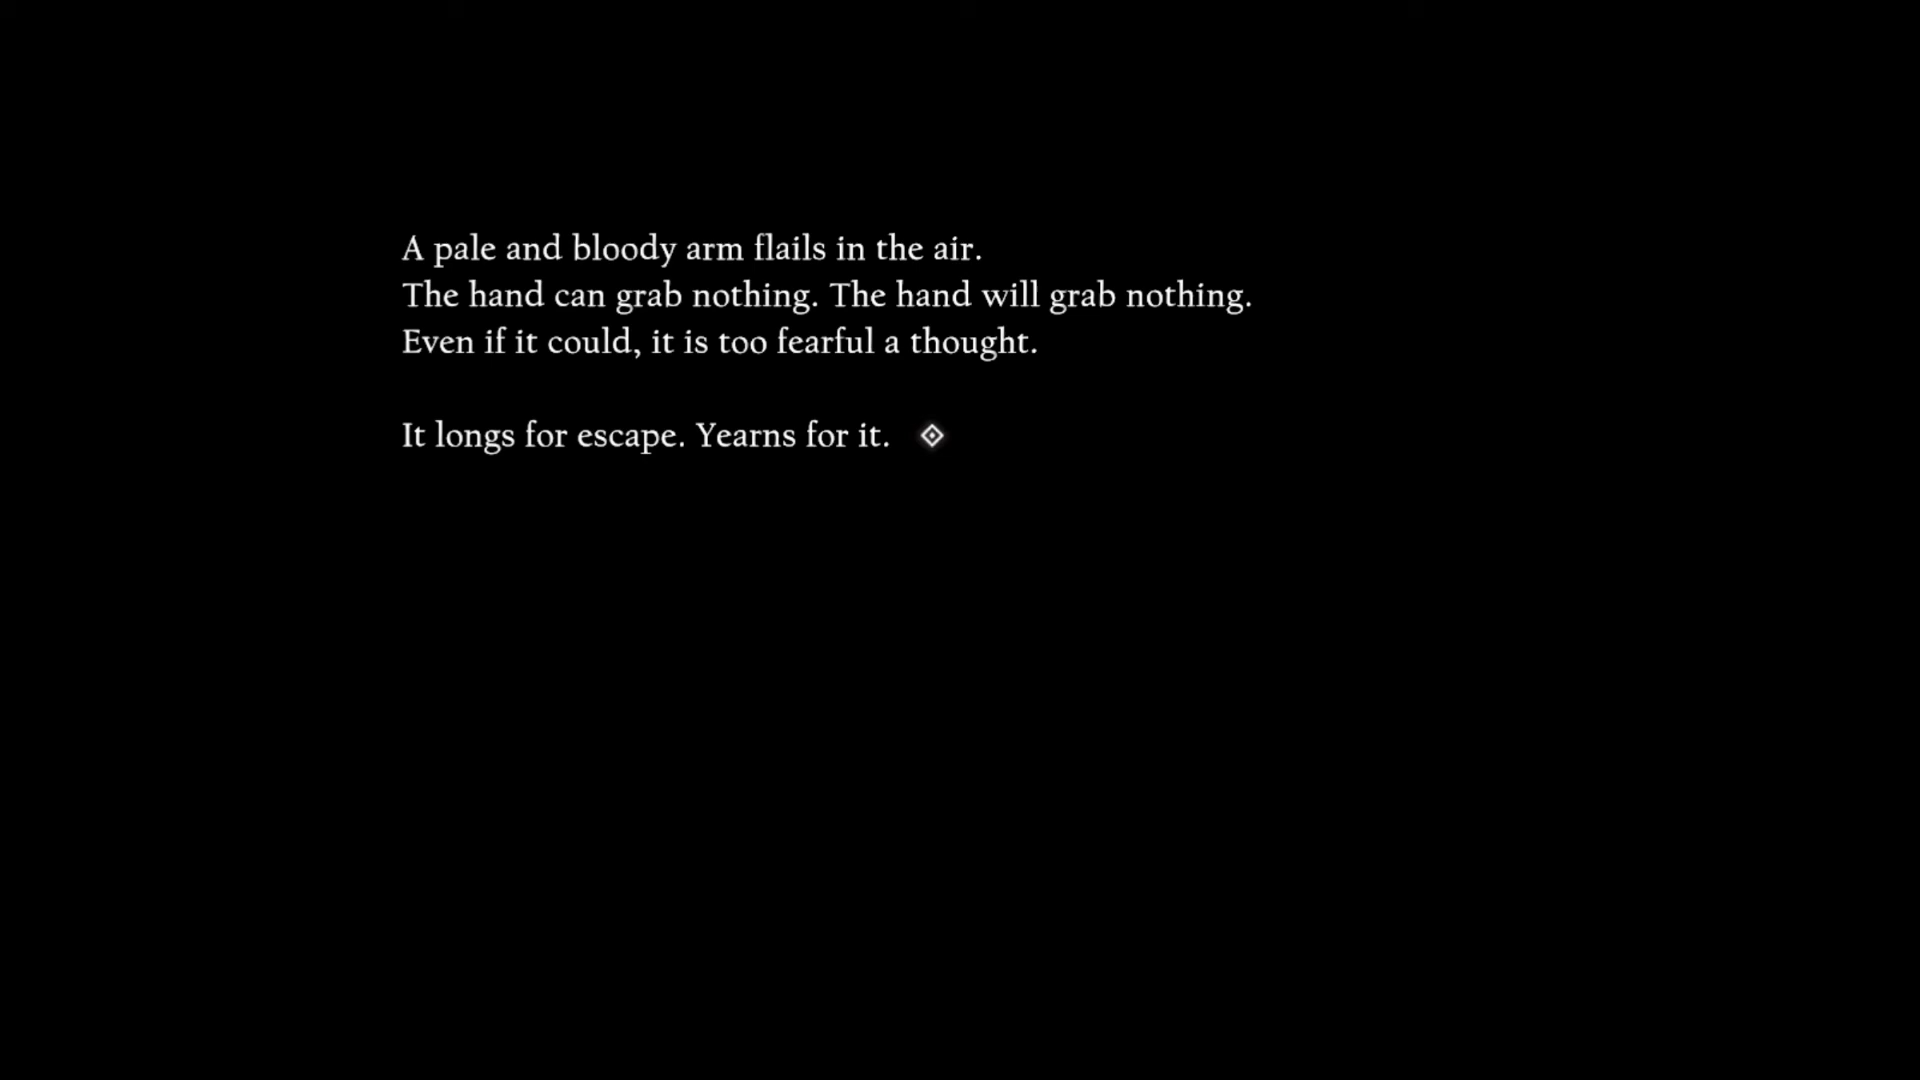 A pale and bloody arm flails in the air.
The hand can grab nothing. The hand will grab nothing.
Even if it could, it is too fearful a thought.
It longs for escape. Yearns for it.